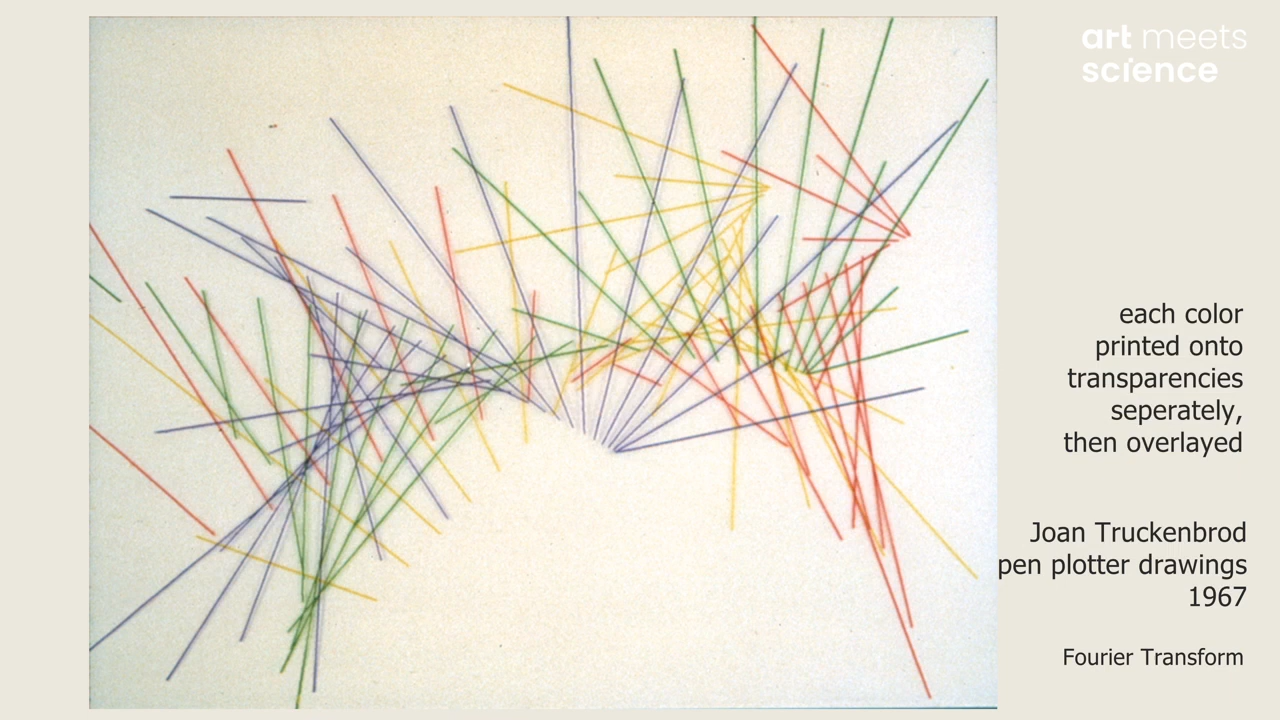 art meets
science
each color
printed onto
transparencies
seperately,
then overlayed
Joan Truckenbrod
pen plotter drawings
1967
Fourier Transform